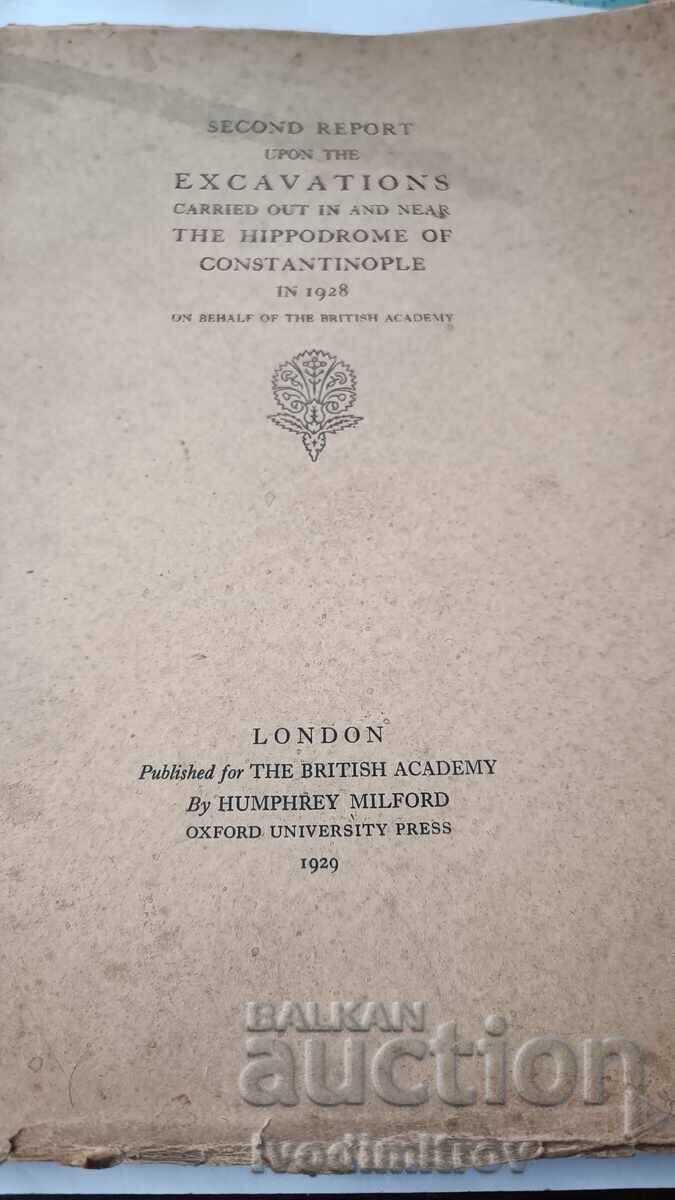 SECOND REPORT
UPON THE
EXCAVATIONS
CARRIED OUT IN AND NEAR
THE HIPPODROME OF
CONSTANTINOPLE
IN 1928
ON BEHALF OF THE BRITISH ACADEMY
LONDON
Published for THE BRITISH ACADEMY
By HUMPHREY MILFORD
OXFORD UNIVERSITY PRESS
1929
BALKAN
auction
ivodimitrov